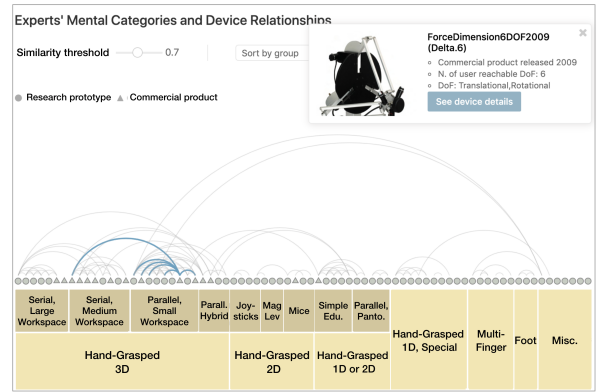 Experts' Mental Categories and Device Relationships
Similarity threshold 0.7 Sort by group
ForceDimension6DOF2009
(Delta.6)
Commercial product released 2009
N. of user reachable DoF: 6
DoF: Translational,Rotational
See device details
Research prototype Commercial product
Serial,
Large
Workspace
Serial,
Medium
Workspace
Parallel,
Small
Workspace
Parall.
Hybrid
Joy-
sticks
Mag
Lev
Mice
Simple
Edu.
Parallel,
Panto.
Hand-Grasped
3D
Hand-Grasped
2D
Hand-Grasped
1D or 2D
Hand-Grasped
1D, Special
Multi-
Finger
Foot
Misc.